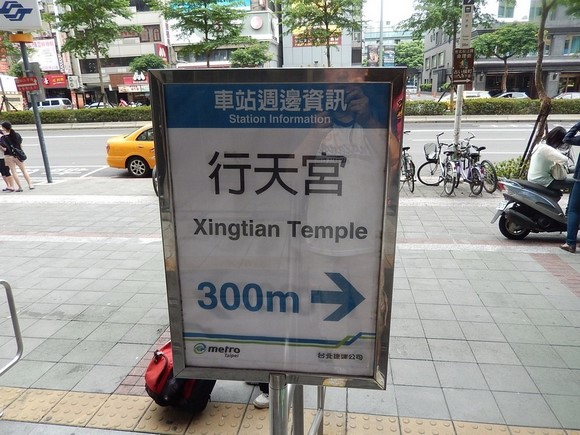 車站週邊資訊
Station Information
行天宮
Xingtian Temple
300m
metro
Taipei
台北捷運公司